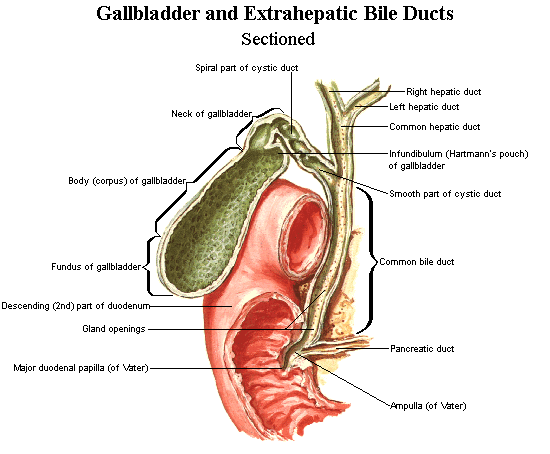 Gallbladder and Extrahepatic Bile Ducts
Sectioned
Spiral part of cystic duct
Right hepatic duct
Left hepatic duct
Neck of gallbladder
Common hepatic duct
Infundibulum (Hartmann's pouch)
of gallbladder
Body (corpus) of gallbladder
Smooth part of cystic duct
Common bile duct
Fundus of gallbladder
Descending (2nd) part of duodenum
Gland openings
Pancreatic duct
Major duodenal papilla (of Vater)
Ampulla (of Vater)